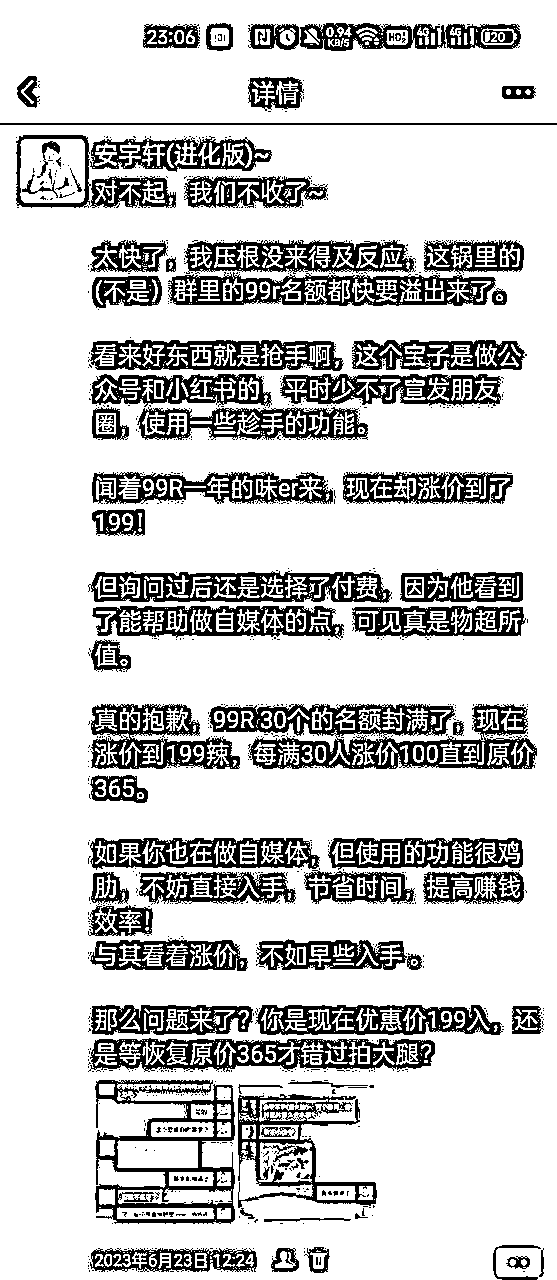 23:06 0.94 KB/S HD 4G 4G 20
详情
安宇轩(进化版)~
对不起，我们不收了~
太快了，我压根没来得及反应，这锅里的
(不是）群里的99r名额都快要溢出来了。
看来好东西就是抢手啊，这个宝子是做公
众号和小红书的，平时少不了宣发朋友
圈，使用一些趁手的功能。
闻着99R一年的味er来，现在却涨价到了
199！
但询问过后还是选择了付费，因为他看到
了能帮助做自媒体的点，可见真是物超所
值。
真的抱歉，99R 30个的名额封满了，现在
涨价到199辣，每满30人涨价100直到原价
365。
如果你也在做自媒体，但使用的功能很鸡
肋，不妨直接入手，节省时间，提高赚钱
效率！
与其看着涨价，不如早些入手 。
那么问题来了？你是现在优惠价199入，还
是等恢复原价365才错过拍大腿？
2023年6月23日 12:24